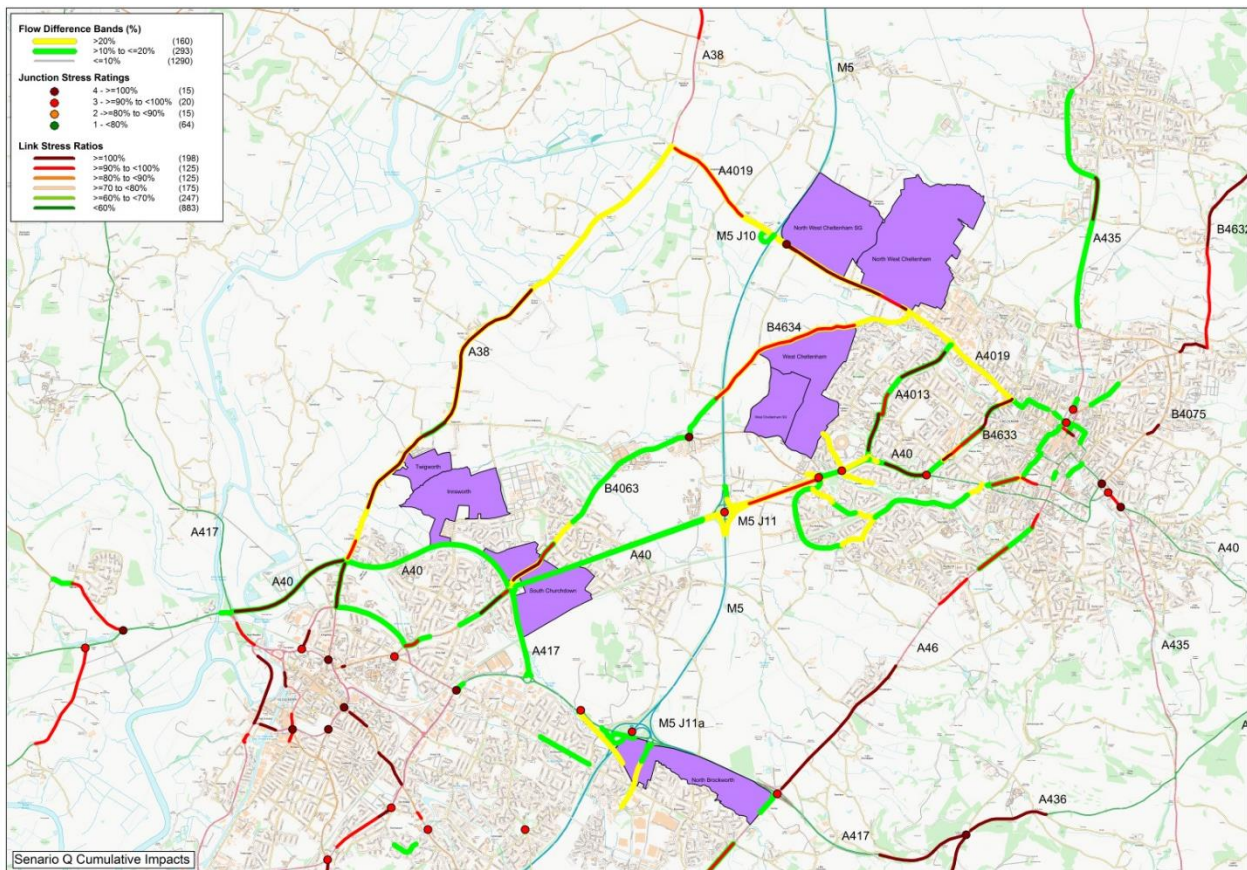 Flow Difference Bands (%)
>20% (160)
>10% to <=20% (293)
<=10% (1290)
Junction Stress Ratings
4 - >=100% (15)
3 - >=90% to <100% (20)
2 ->=80% to <90% (15)
1 - <80% (64)
Link Stress Ratios
>=100% (198)
>=90% to <100% (125)
>=80% to <90% (125)
>=70 to <80% (175)
>=60% to <70% (247)
<60% (883)
A38
M5
A4019
M5 J10
North West Cheltenham SG
North West Cheltenham
A435
B4632
B4634
West Cheltenham
A38
A4019
A4013
B4633
B4075
A40
Twigworth
Innsworth
B4063
A417
M5 J11
A40
A40
A40
A40
South Churchdown
M5
A417
A46
A435
M5 J11a
North Brockworth
A436
A417
Senario Q Cumulative Impacts